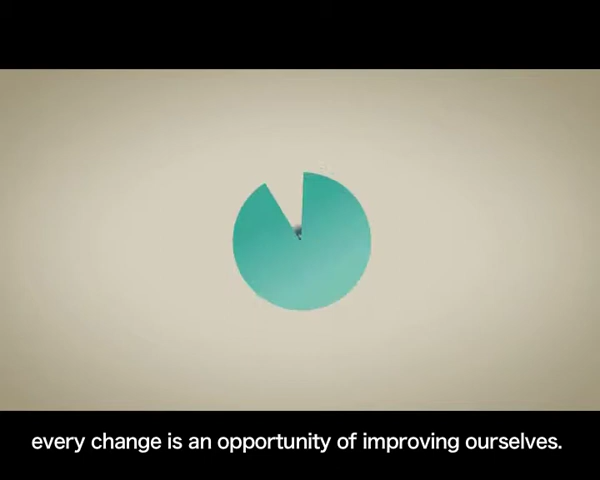 every change is an opportunity of improving ourselves.